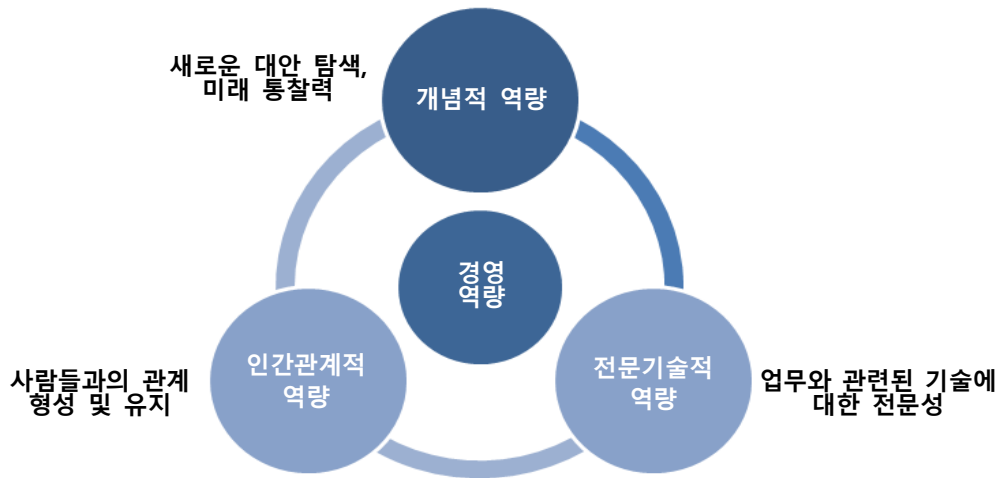 새로운 대안 탐색,
미래 통찰력
개념적 역량
경영
역량
인간관계적
역량
사람들과의 관계
형성 및 유지
전문기술적
역량
업무와 관련된 기술에
대한 전문성